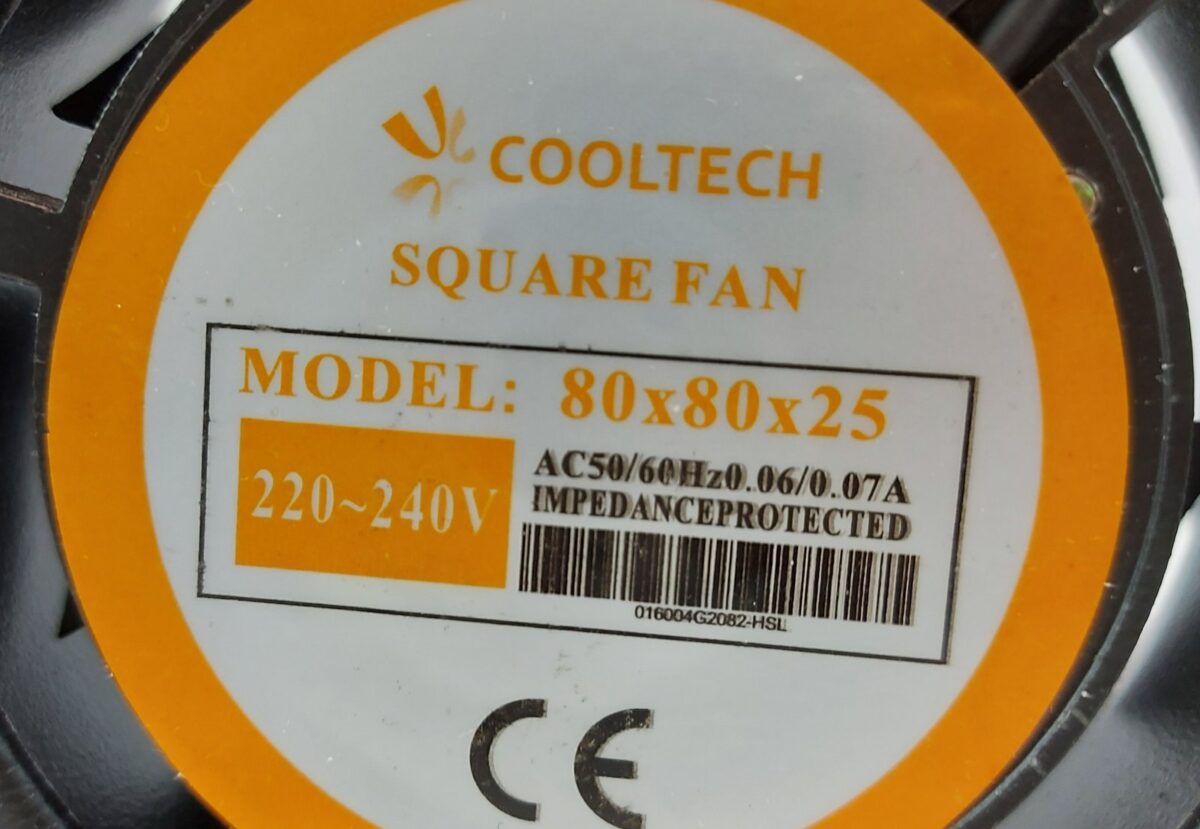 COOLTECH
SQUARE FAN
MODEL: 80x80x25
220~240V
AC50/60Hz0.06/0.07A
IMPEDANCEPROTECTED
016004G2082-HSL
CE